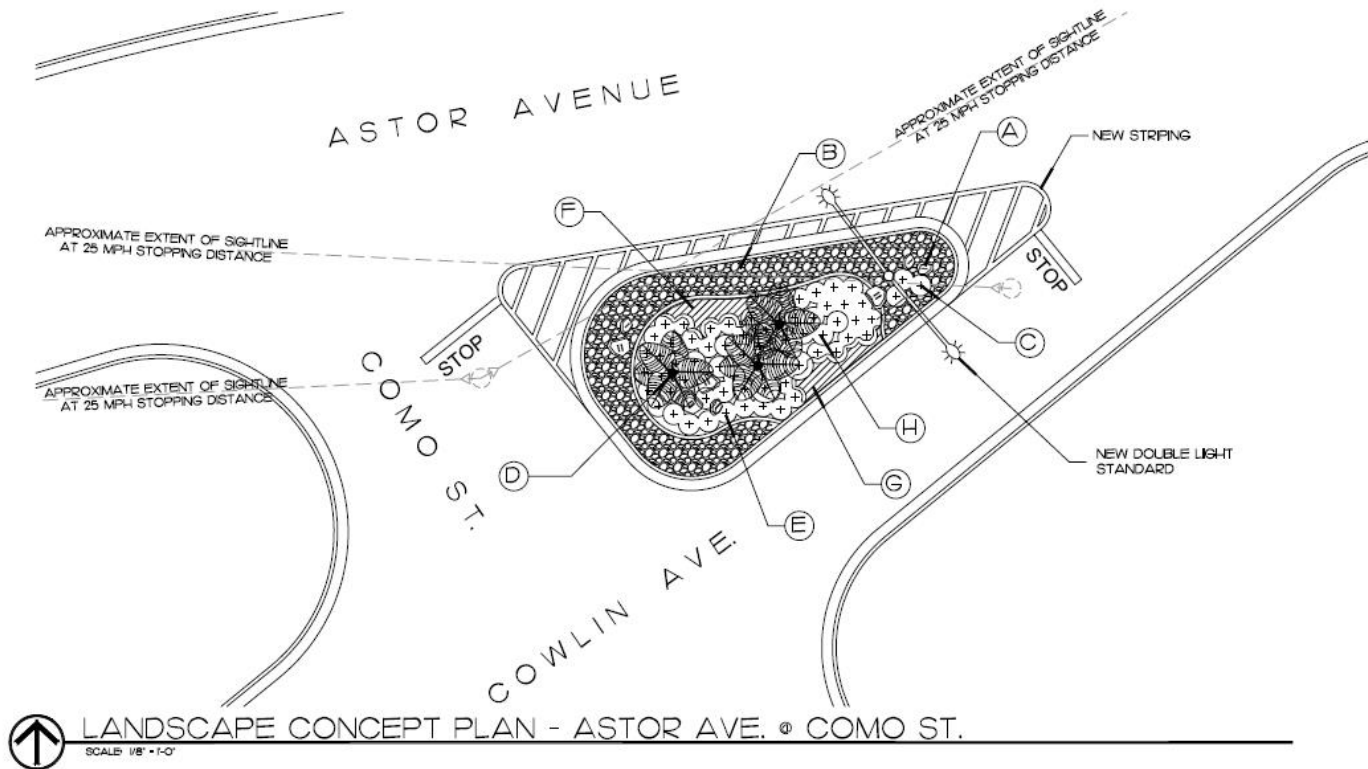 APPROXIMATE EXTENT OF SIGHTLINE
AT 25 MPH STOPPING DISTANCE
ASTOR AVENUE
A
NEW STRIPING
B
F
APPROXIMATE EXTENT OF SIGHTLINE
AT 25 MPH STOPPING DISTANCE
STOP
C
STOP
APPROXIMATE EXTENT OF SIGHTLINE
AT 25 MPH STOPPING DISTANCE
COMO ST.
H
NEW DOUBLE LIGHT
STANDARD
D
G
E
COWLIN AVE.
LANDSCAPE CONCEPT PLAN - ASTOR AVE. @ COMO ST.
SCALE: 1/8" = 1'-0"